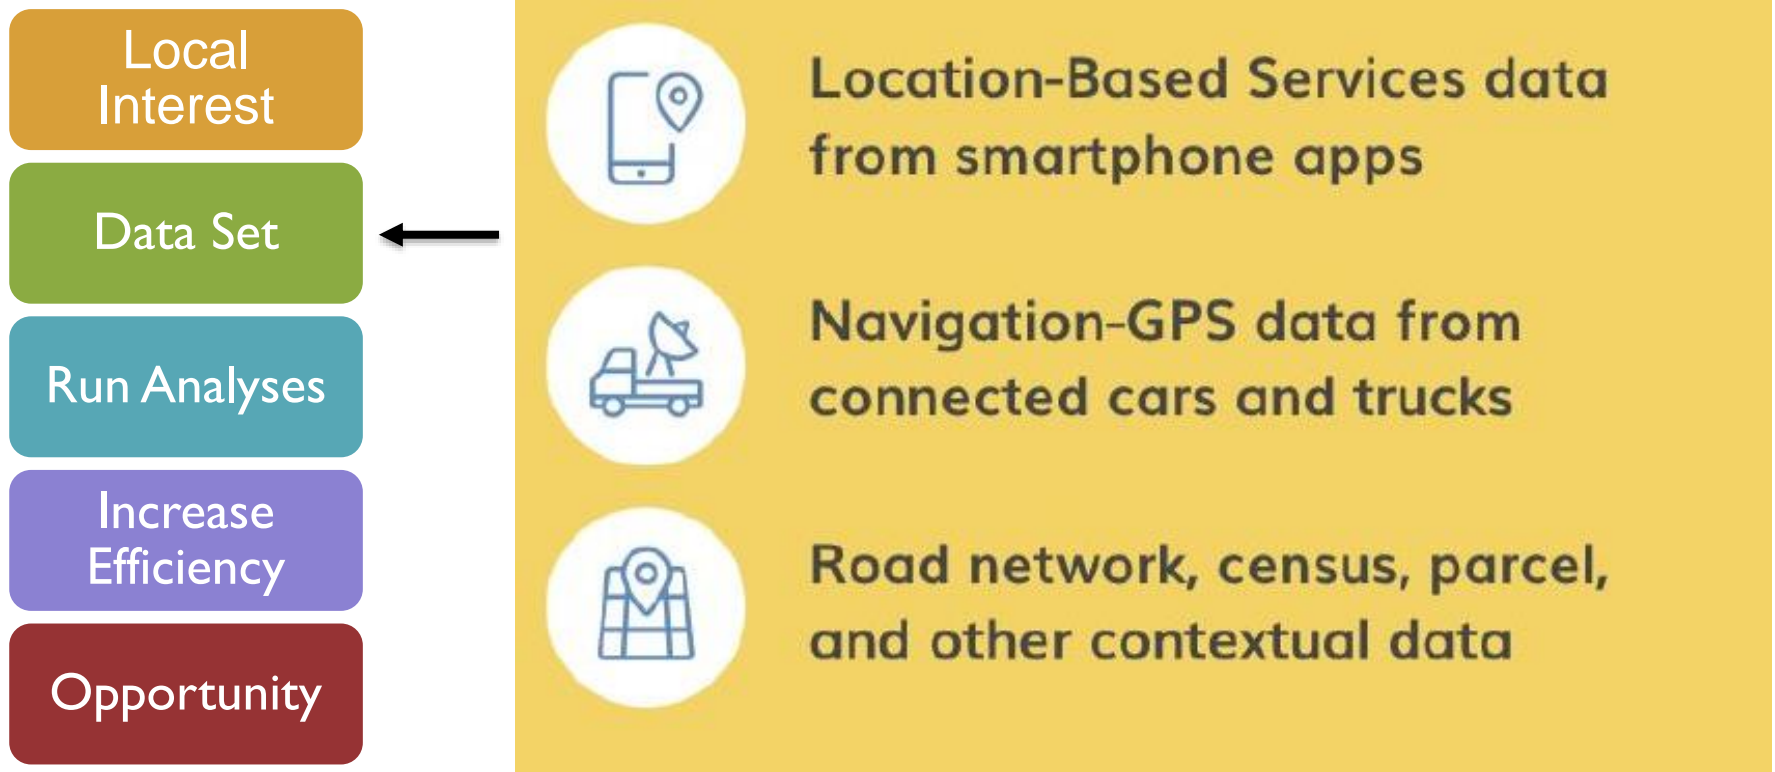 Local
Interest
Data Set
Run Analyses
Increase
Efficiency
Opportunity
Location-Based Services data
from smartphone apps
Navigation-GPS data from
connected cars and trucks
Road network, census, parcel,
and other contextual data